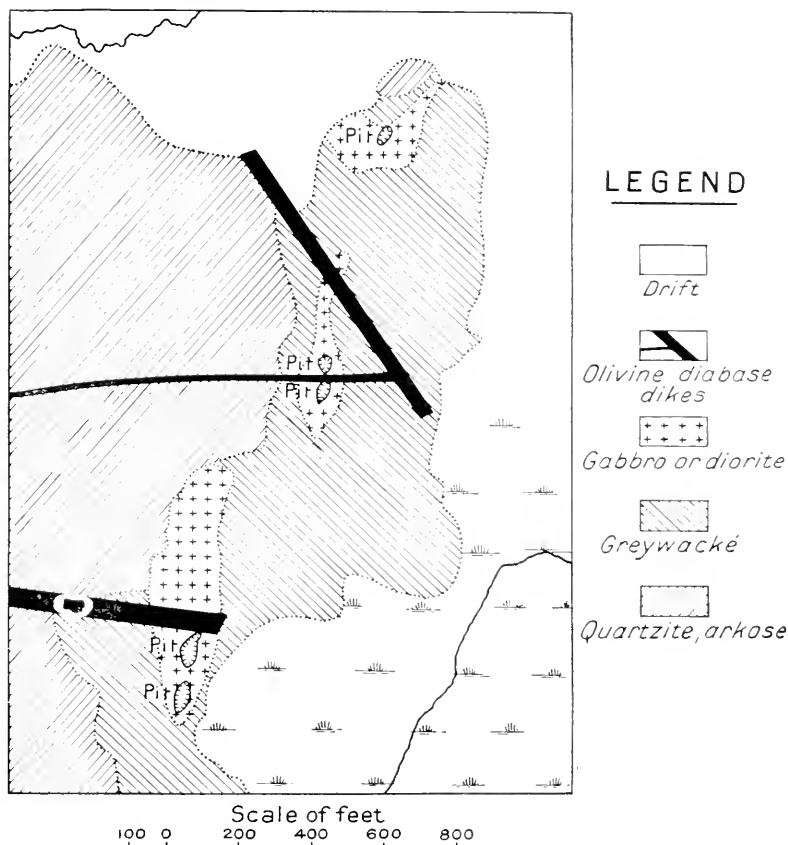 Pit
Pit
Pit
Pit
Pit
LEGEND
Drift
Olivine diabase
dikes
Gabbro or diorite
Greywacké
Quartzite, arkose
Scale of feet
100 0 200 400 600 800